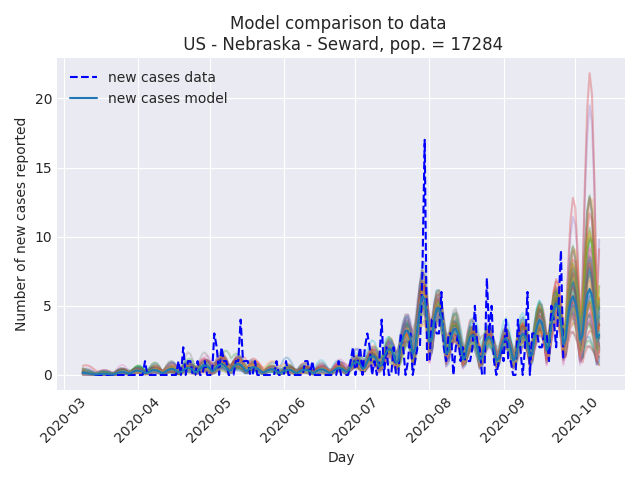 Model comparison to data
US - Nebraska - Seward, pop. = 17284
new cases data
new cases model
Number of new cases reported
20
15
10
5
0
2020-03
2020-04
2020-05
2020-06
2020-07
2020-08
2020-09
2020-10
Day